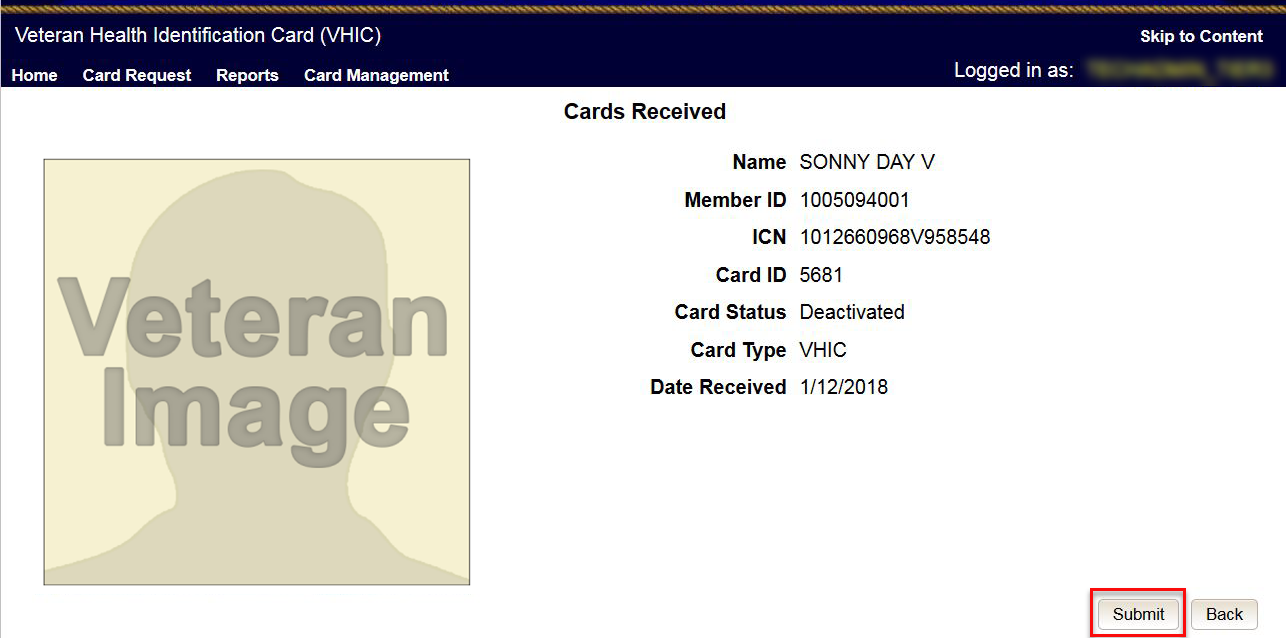 Veteran Health Identification Card (VHIC)
Skip to Content
Home Card Request Reports Card Management
Logged in as:
Cards Received
Veteran
Image
Name SONNY DAY V
Member ID 1005094001
ICN 1012660968V958548
Card ID 5681
Card Status Deactivated
Card Type VHIC
Date Received 1/12/2018
Submit Back